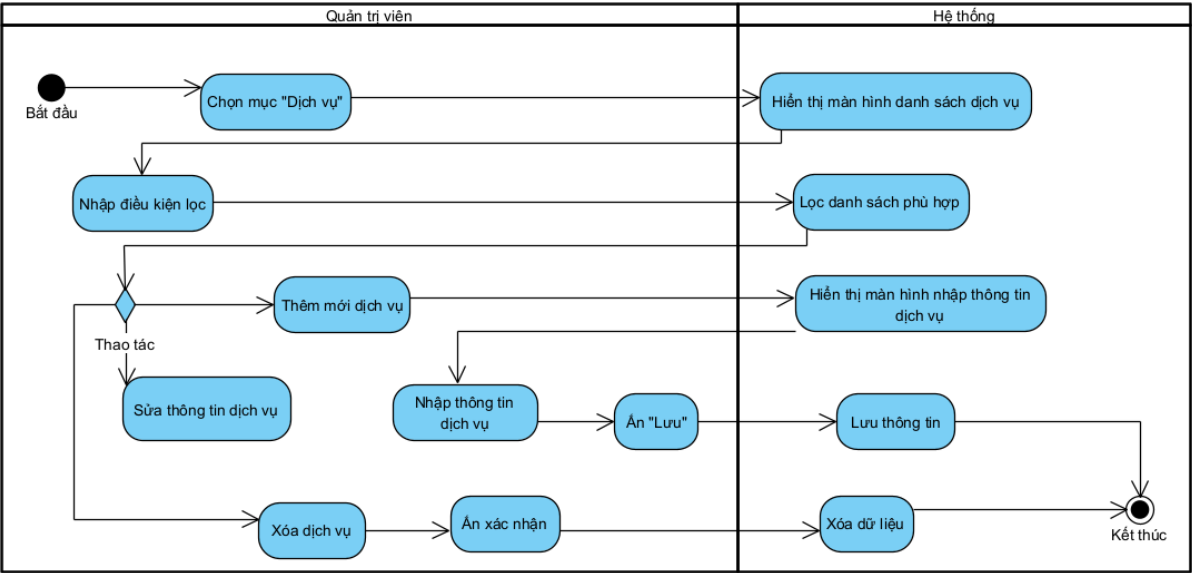 Quản trị viên
Hệ thống
Bắt đầu
Chọn mục "Dịch vụ"
Hiển thị màn hình danh sách dịch vụ
Nhập điều kiện lọc
Lọc danh sách phù hợp
Thêm mới dịch vụ
Hiển thị màn hình nhập thông tin
dịch vụ
Thao tác
Sửa thông tin dịch vụ
Nhập thông tin
dịch vụ
Ấn "Lưu"
Lưu thông tin
Xóa dịch vụ
Ấn xác nhận
Xóa dữ liệu
Kết thúc